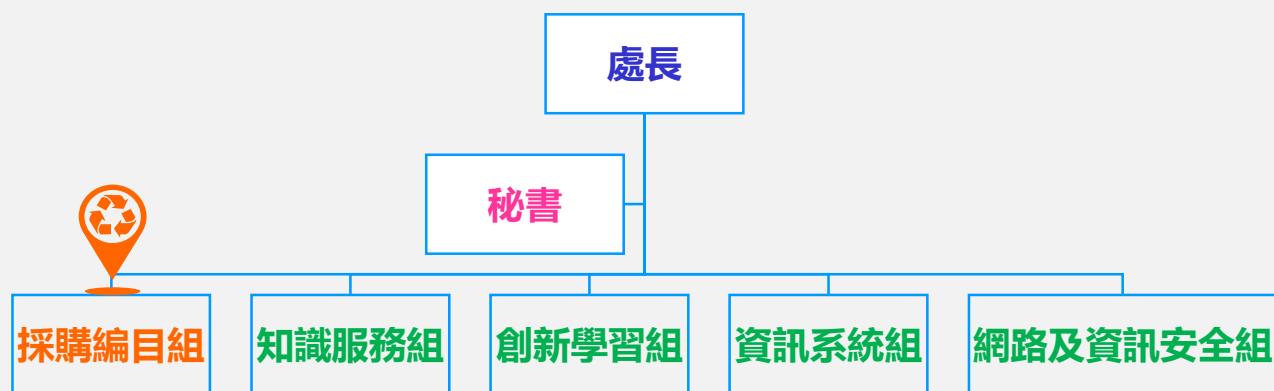 處長
秘書
採購編目組
知識服務組
創新學習組
資訊系統組
網路及資訊安全組